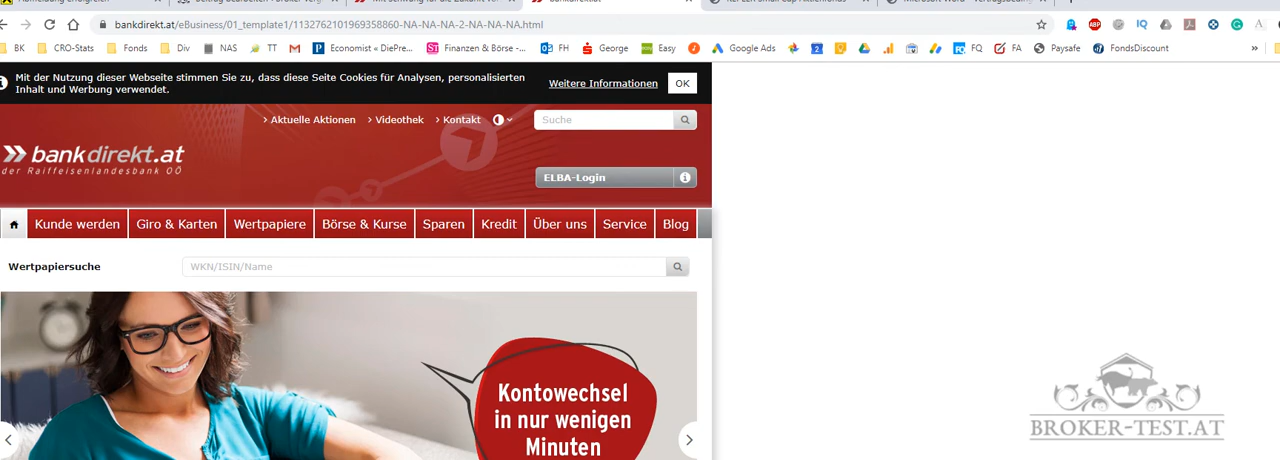 bankdirekt.at/eBusiness/01_template1/1132762101969358860-NA-NA-NA-2-NA-NA-NA.html
BK CRO-Stats Fonds Div NAS TT Economist « DiePre... Finanzen & Börse -... FH George Easy Google Ads FQ FA Paysafe FondsDiscount »
Mit der Nutzung dieser Webseite stimmen Sie zu, dass diese Seite Cookies für Analysen, personalisierten
Inhalt und Werbung verwendet.
Weitere Informationen OK
Aktuelle Aktionen Videothek Kontakt Suche
bankdirekt.at
der Raiffeisenlandesbank OÖ
ELBA-Login
Kunde werden Giro & Karten Wertpapiere Börse & Kurse Sparen Kredit Über uns Service Blog
Wertpapiersuche WKN/ISIN/Name
Kontowechsel
in nur wenigen
Minuten
BROKER-TEST.AT